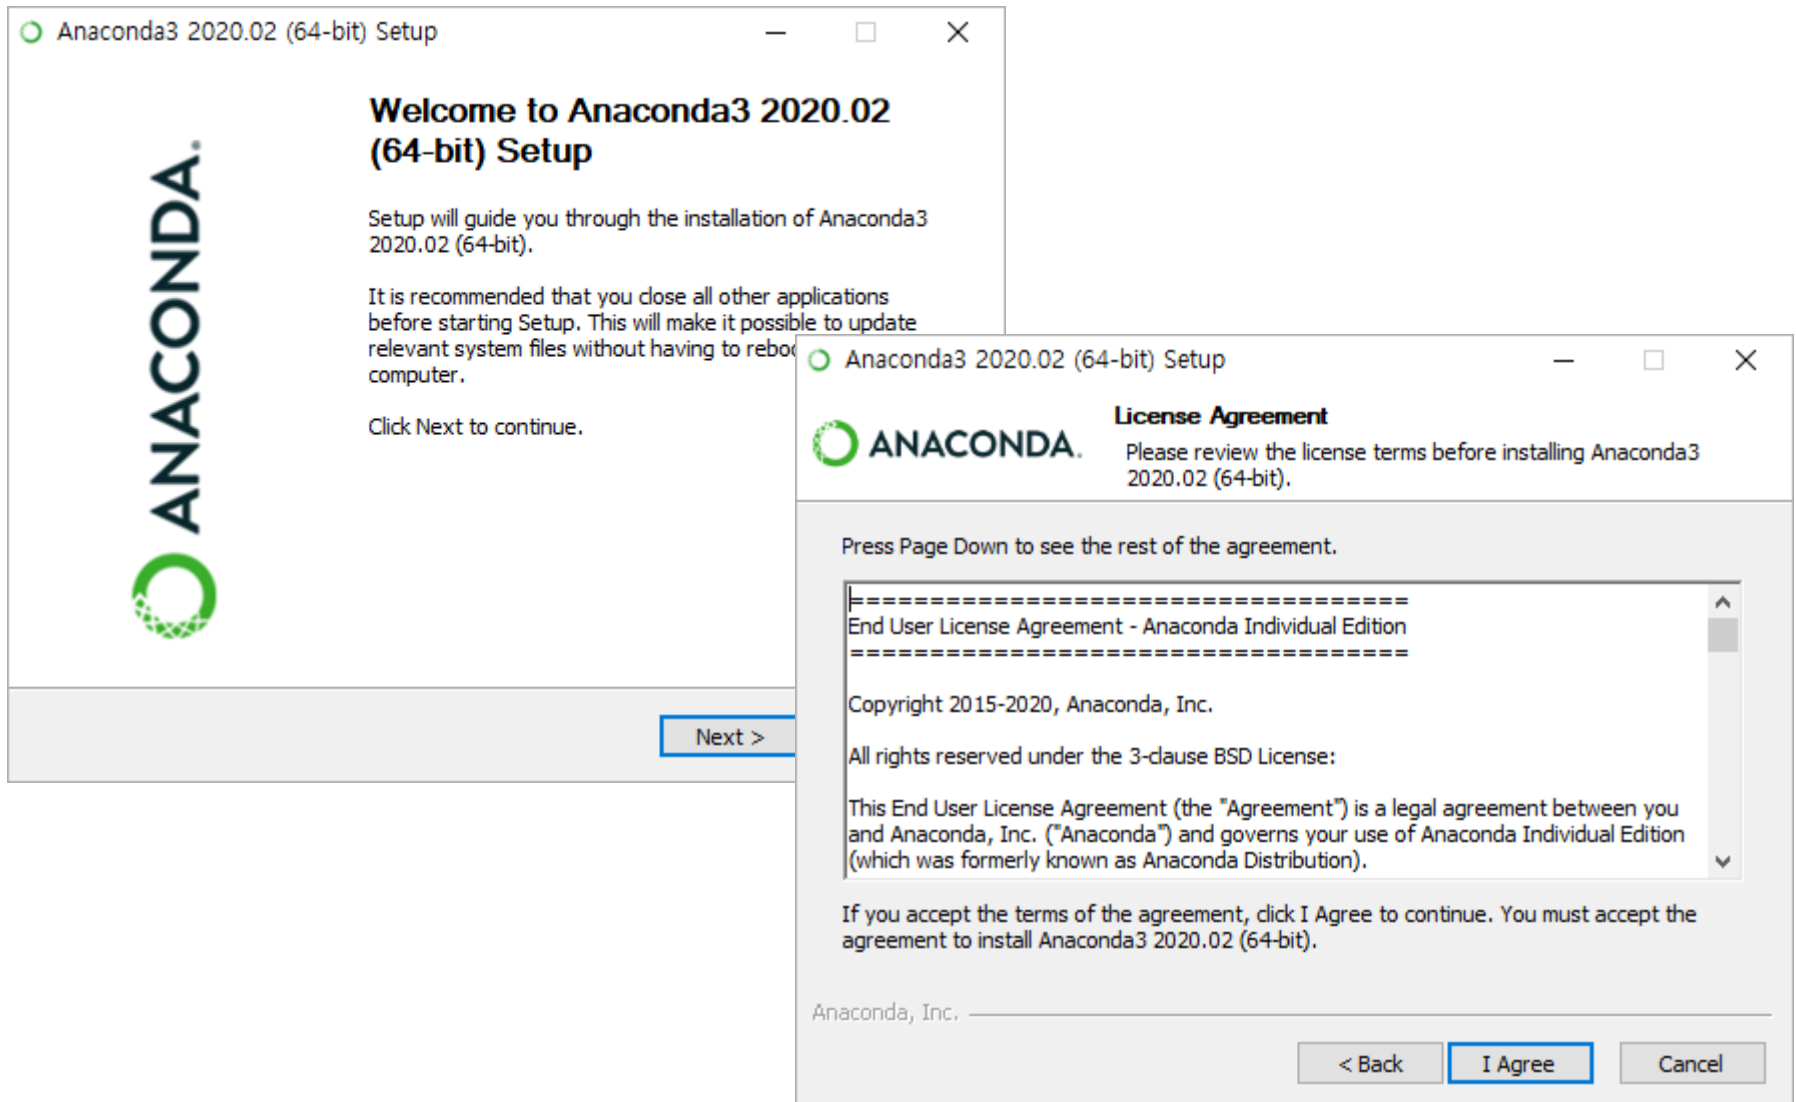 Anaconda3 2020.02 (64-bit) Setup
ANACONDA.
Welcome to Anaconda3 2020.02
(64-bit) Setup
Setup will guide you through the installation of Anaconda3
2020.02 (64-bit).
It is recommended that you close all other applications
before starting Setup. This will make it possible to update
relevant system files without having to
computer.
Click Next to continue.
Next >
Anaconda3 2020.02 (64-bit) Setup
ANACONDA.
License Agreement
Please review the license terms before installing Anaconda3
2020.02 (64-bit).
Press Page Down to see the rest of the agreement.
===================================
End User License Agreement - Anaconda Individual Edition
===================================
Copyright 2015-2020, Anaconda, Inc.
All rights reserved under the 3-clause BSD License:
This End User License Agreement (the "Agreement") is a legal agreement between you
and Anaconda, Inc. ("Anaconda") and governs your use of Anaconda Individual Edition
(which was formerly known as Anaconda Distribution).
If you accept the terms of the agreement, click I Agree to continue. You must accept the
agreement to install Anaconda3 2020.02 (64-bit).
Anaconda, Inc.
< Back
I Agree
Cancel